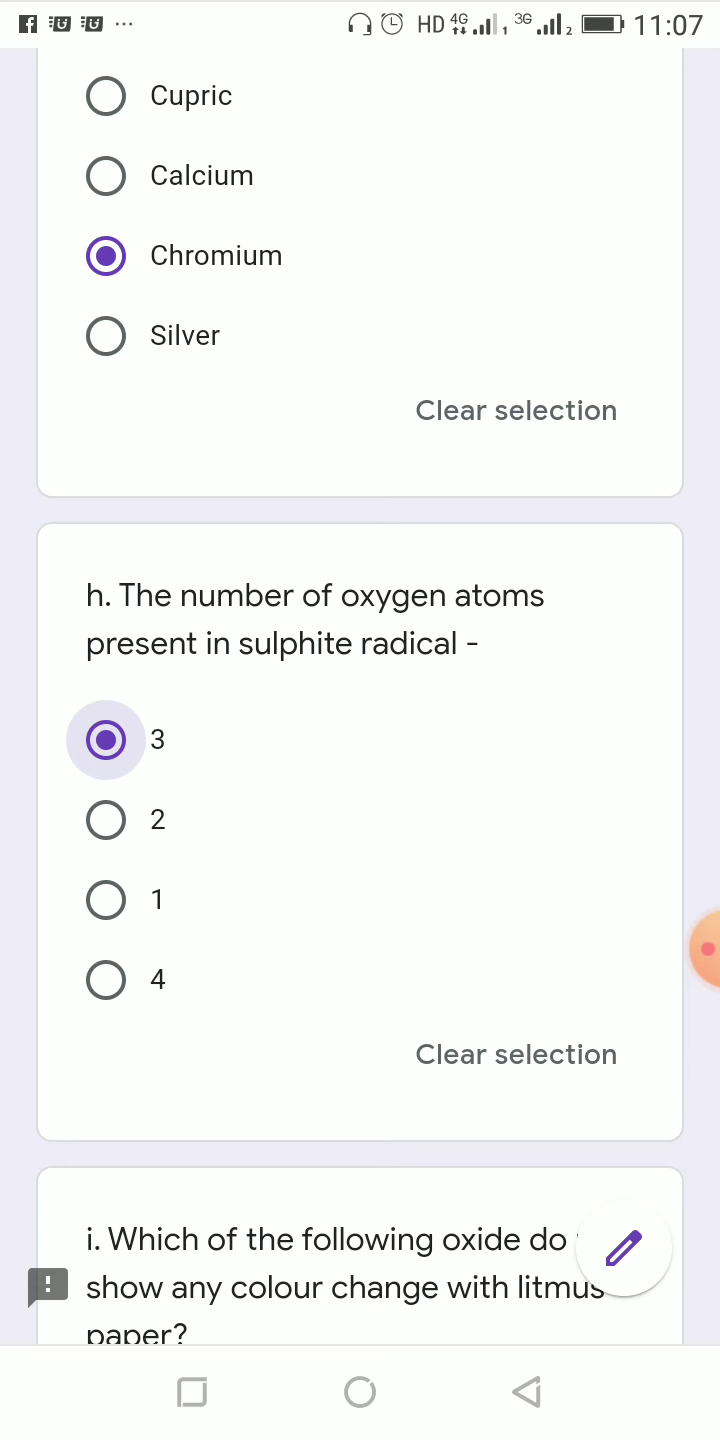 HD 4G 1 3G 2 11:07
Cupric
Calcium
Chromium
Silver
Clear selection
h. The number of oxygen atoms
present in sulphite radical -
3
2
1
4
Clear selection
i. Which of the following oxide do
show any colour change with litmus
paper?